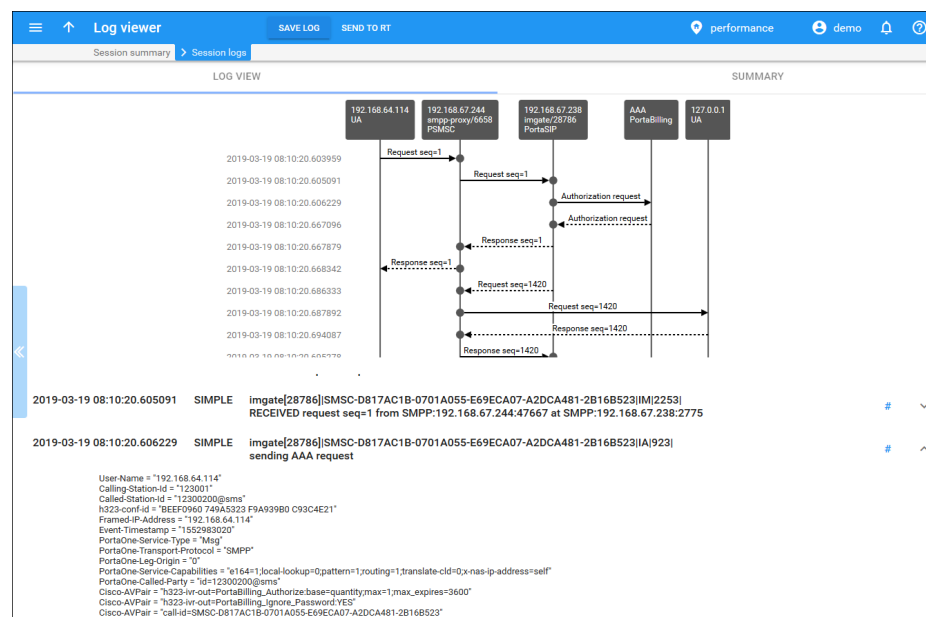 Log viewer
SAVE LOG
SEND TO RT
performance
demo
Session summary
Session logs
LOG VIEW
SUMMARY
192.168.64.114
UA
192.168.67.244
smpp-proxy/6658
PSMSC
192.168.67.238
imgate/28786
PortaSIP
AAA
PortaBilling
127.0.0.1
UA
2019-03-19 08:10:20.603959
Request seq=1
2019-03-19 08:10:20.605091
Request seq=1
2019-03-19 08:10:20.606229
Authorization request
2019-03-19 08:10:20.667096
Authorization request
2019-03-19 08:10:20.667879
Response seq=1
2019-03-19 08:10:20.668342
Response seq=1
2019-03-19 08:10:20.686333
Request seq=1420
2019-03-19 08:10:20.687892
Request seq=1420
2019-03-19 08:10:20.694087
Response seq=1420
2019-03-19 08:10:20.695278
Response seq=1420
2019-03-19 08:10:20.605091 SIMPLE imgate[28786]|SMSC-D817AC1B-0701A055-E69ECA07-A2DCA481-2B16B523|IM|2253|
RECEIVED request seq=1 from SMPP:192.168.67.244:47667 at SMPP:192.168.67.238:2775
#
2019-03-19 08:10:20.606229 SIMPLE imgate[28786]|SMSC-D817AC1B-0701A055-E69ECA07-A2DCA481-2B16B523|IA|923|
sending AAA request
#
User-Name = "192.168.64.114"
Calling-Station-Id = "123001"
Called-Station-Id = "12300200@sms"
h323-conf-id = "BEEF0960 749A5323 F9A939B0 C93C4E21"
Framed-IP-Address = "192.168.64.114"
Event-Timestamp = "1552983020"
PortaOne-Service-Type = "Msg"
PortaOne-Transport-Protocol = "SMPP"
PortaOne-Leg-Origin = "0"
PortaOne-Service-Capabilities = "e164=1;local-lookup=0;pattern=1;routing=1;translate-cld=0;x-nas-ip-address=self"
PortaOne-Called-Party = "id=12300200@sms"
Cisco-AVPair = "h323-ivr-out=PortaBilling_Authorize:base=quantity;max=1;max_expires=3600"
Cisco-AVPair = "h323-ivr-out=PortaBilling_Ignore_Password:YES"
Cisco-AVPair = "call-id=SMSC-D817AC1B-0701A055-E69ECA07-A2DCA481-2B16B523"